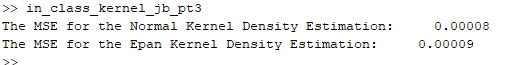 >> in_class_kernel_jb_pt3
The MSE for the Normal Kernel Density Estimation:     0.00008
The MSE for the Epan Kernel Density Estimation:     0.00009
>>